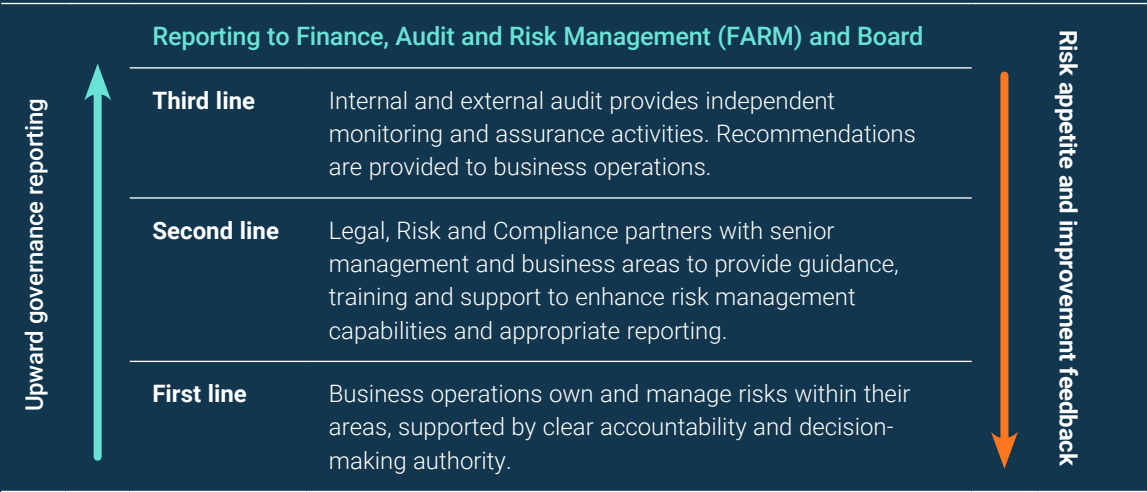 Reporting to Finance, Audit and Risk Management (FARM) and Board
Upward governance reporting
Third line
Internal and external audit provides independent
monitoring and assurance activities. Recommendations
are provided to business operations.
Second line
Legal, Risk and Compliance partners with senior
management and business areas to provide guidance,
training and support to enhance risk management
capabilities and appropriate reporting.
First line
Business operations own and manage risks within their
areas, supported by clear accountability and decision-
making authority.
Risk appetite and improvement feedback